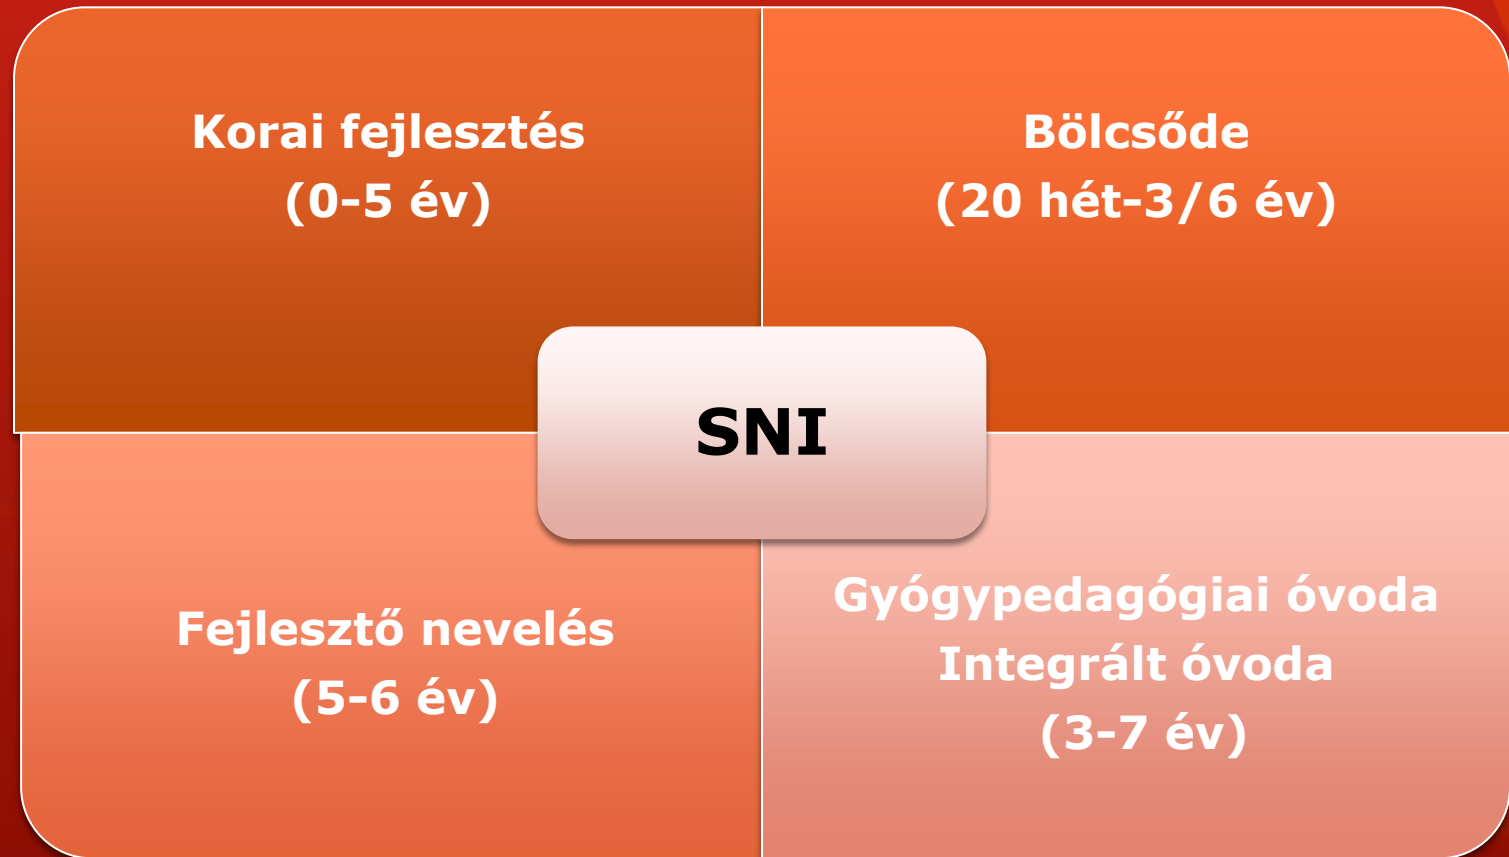 Korai fejlesztés
(0-5 év)
Bölcsőde
(20 hét-3/6 év)
SNI
Fejlesztő nevelés
(5-6 év)
Gyógypedagógiai óvoda
Integrált óvoda
(3-7 év)